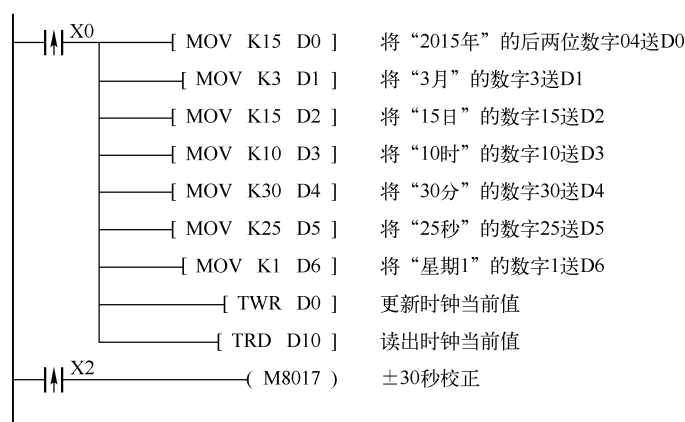 X0 [ MOV K15 D0 ] 将“2015年”的后两位数字04送D0
[ MOV K3 D1 ] 将“3月”的数字3送D1
[ MOV K15 D2 ] 将“15日”的数字15送D2
[ MOV K10 D3 ] 将“10时”的数字10送D3
[ MOV K30 D4 ] 将“30分”的数字30送D4
[ MOV K25 D5 ] 将“25秒”的数字25送D5
[ MOV K1 D6 ] 将“星期1”的数字1送D6
[ TWR D0 ] 更新时钟当前值
[ TRD D10 ] 读出时钟当前值
X2 ( M8017 ) ±30秒校正